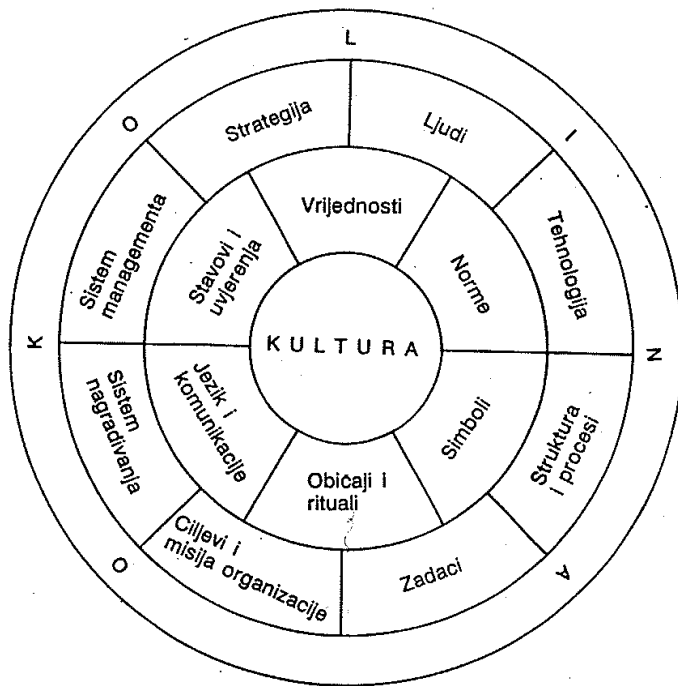 O K O L I N A
Strategija
Ljudi
Tehnologija
Struktura
i procesi
Zadaci
Ciljevi i
misija organizacije
Sistem
nagrađivanja
Sistem
managementa
Vrijednosti
Norme
Simboli
Običaji i
rituali
Jezik i
komunikacije
Stavovi i
uvjerenja
K U L T U R A